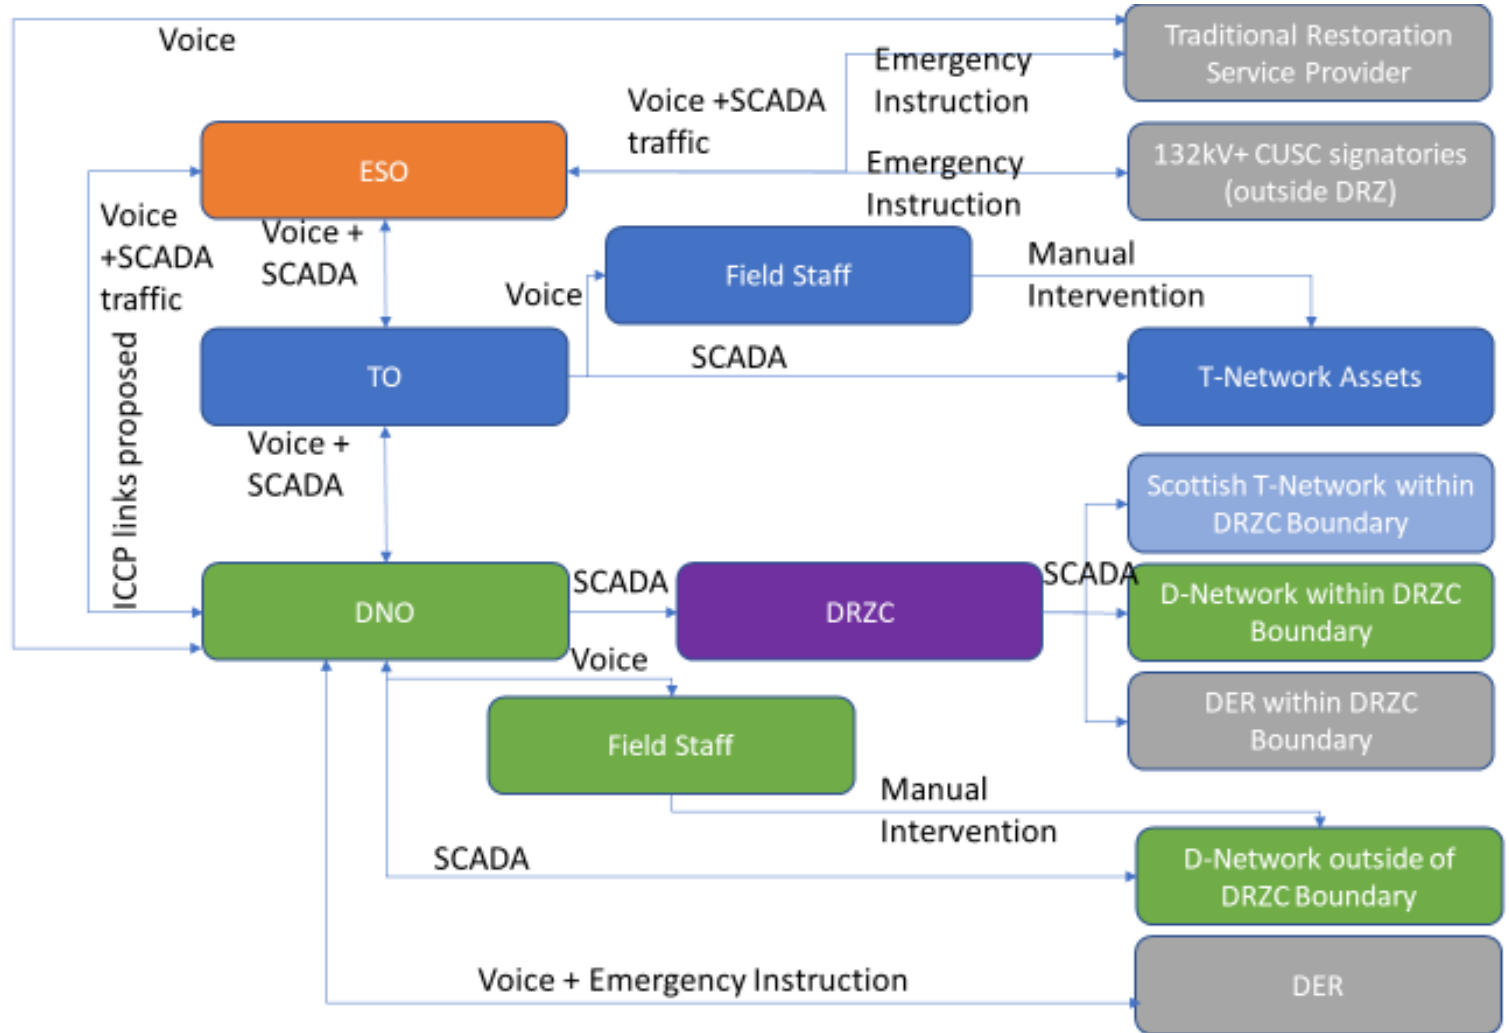 Voice
Traditional Restoration
Service Provider
Emergency
Instruction
Voice +SCADA
traffic
ESO
132kV+ CUSC signatories
(outside DRZ)
Emergency
Instruction
Voice
+SCADA
traffic
Voice +
SCADA
Field Staff
Manual
Intervention
Voice
TO
SCADA
T-Network Assets
ICCP links proposed
Voice +
SCADA
Scottish T-Network within
DRZC Boundary
DNO
SCADA
DRZC
SCADA
D-Network within DRZC
Boundary
Voice
DER within DRZC
Boundary
Field Staff
Manual
Intervention
SCADA
D-Network outside of
DRZC Boundary
Voice + Emergency Instruction
DER